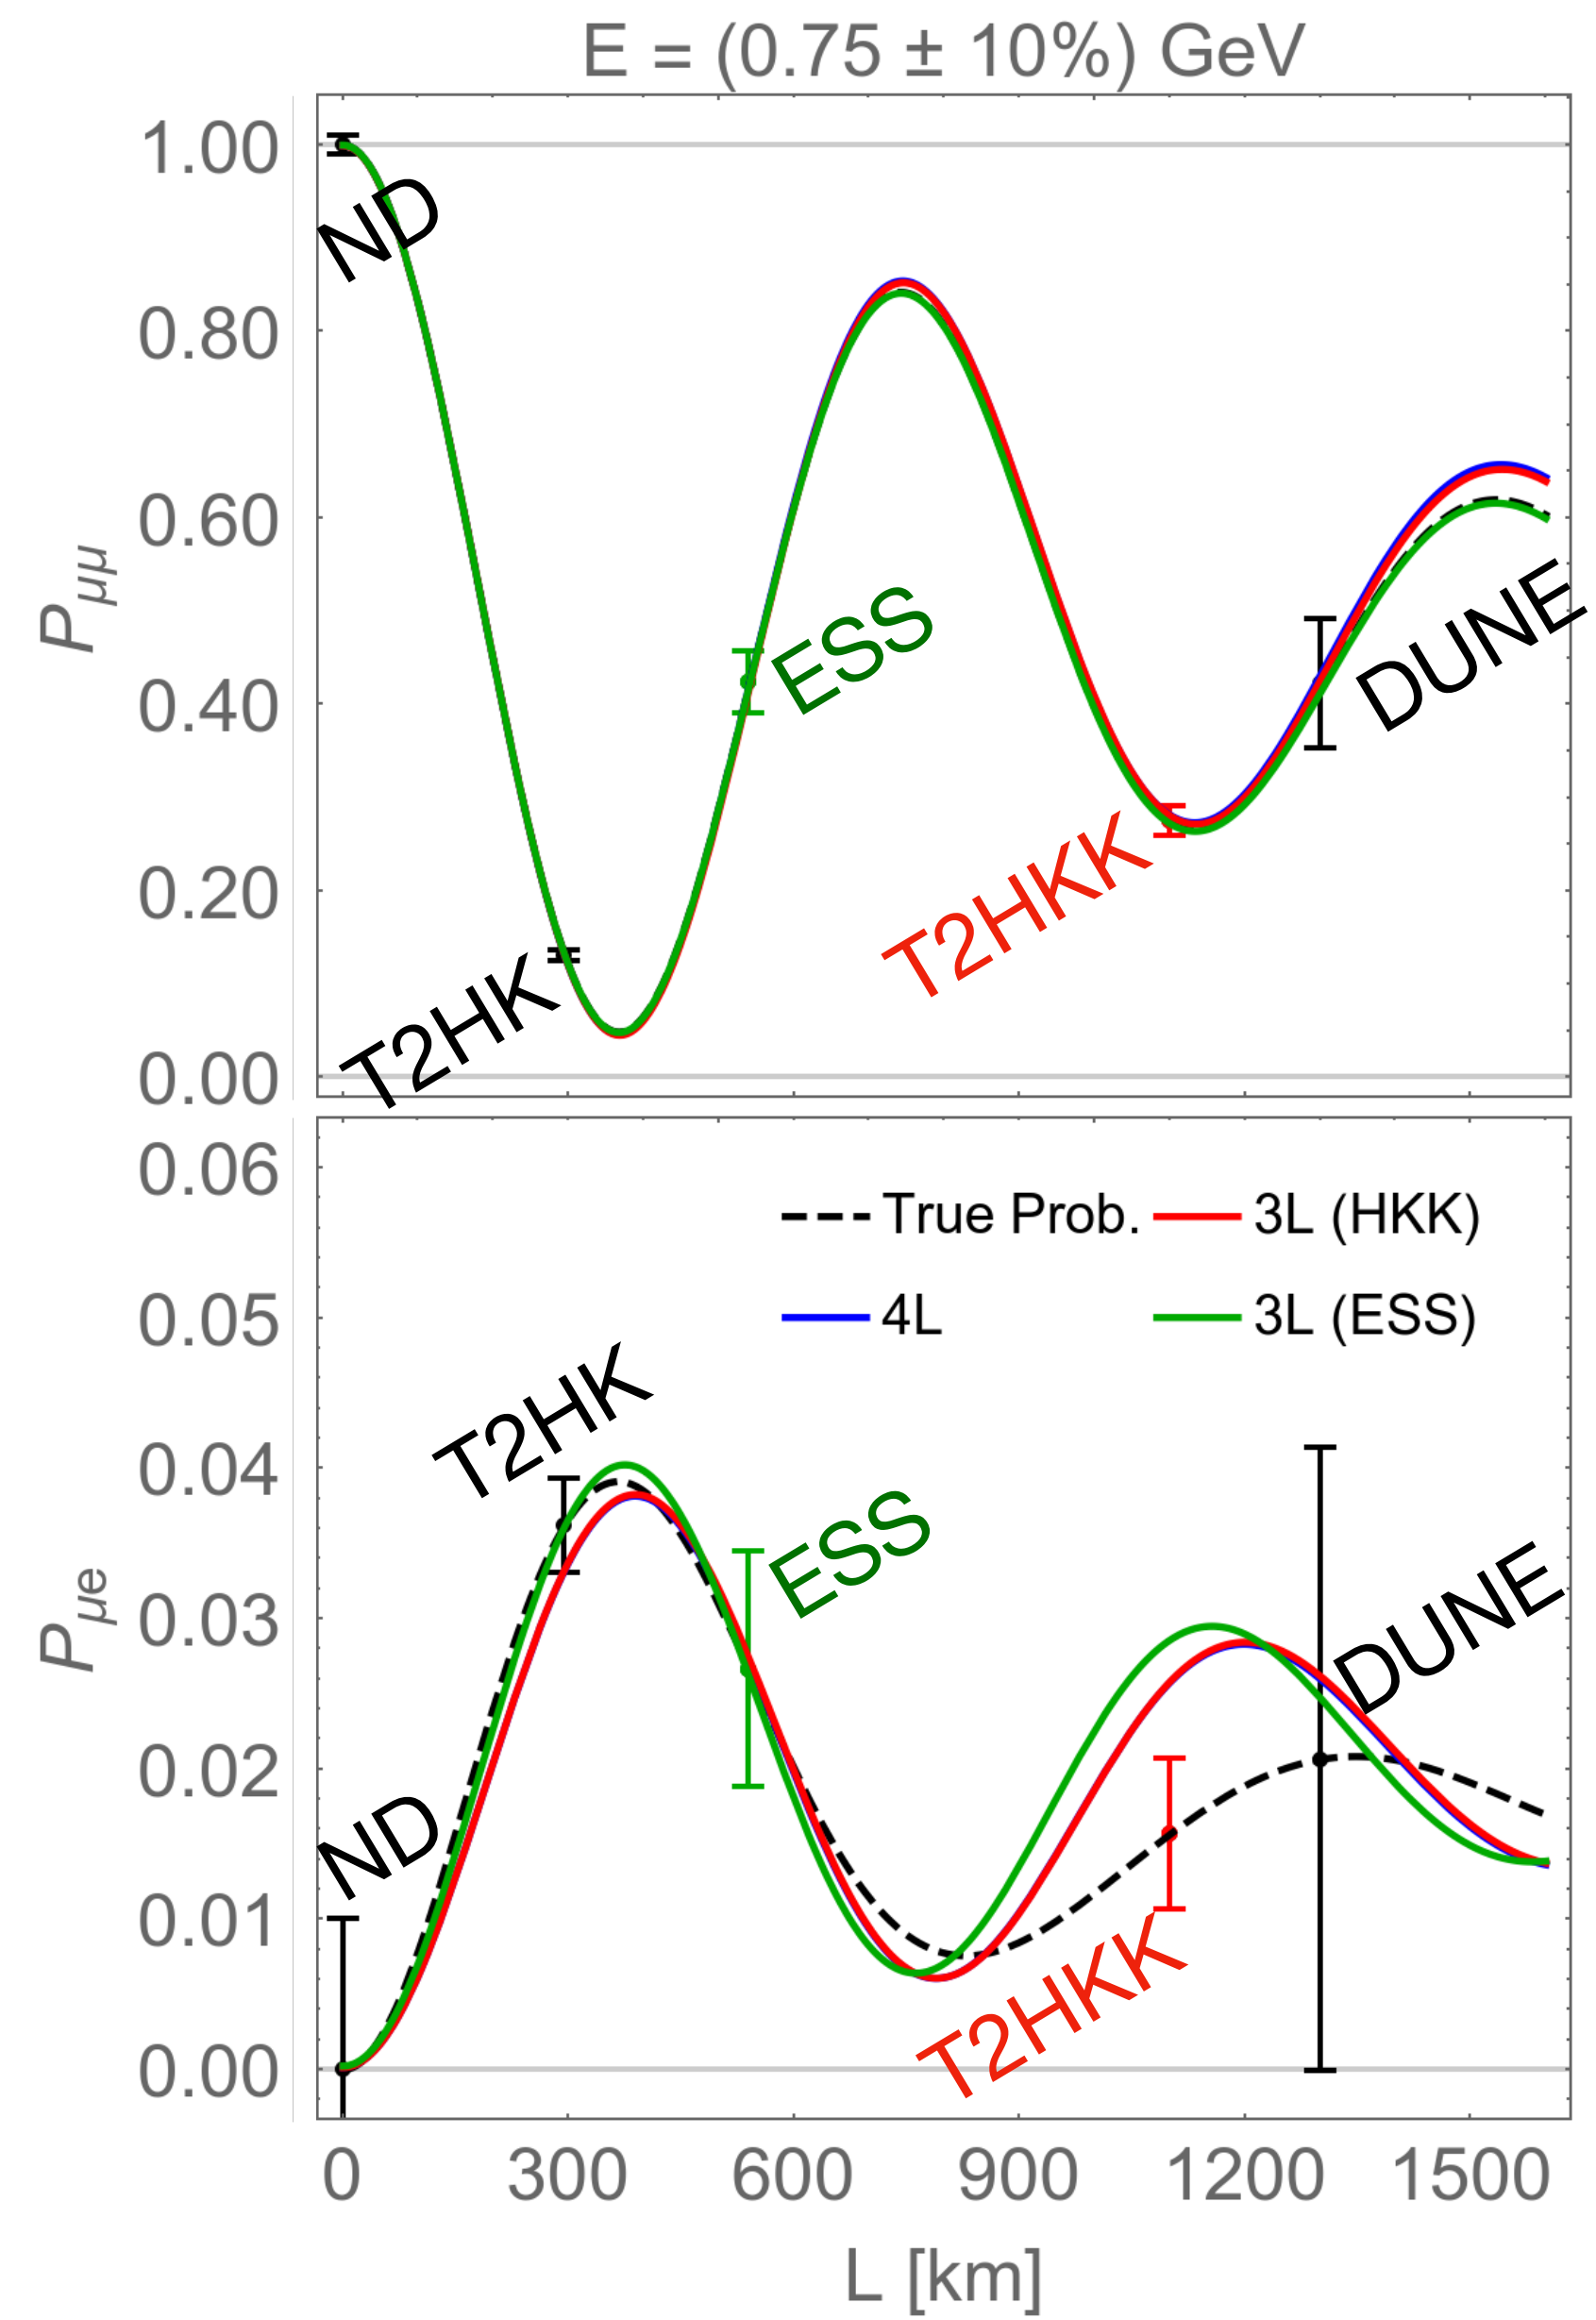 E = (0.75 ± 10%) GeV
1.00
0.80
0.60
0.40
0.20
0.00
Pμμ
ND
ESS
DUNE
T2HKK
T2HK
0.06
0.05
0.04
0.03
0.02
0.01
0.00
Pμe
True Prob. 3L (HKK)
4L 3L (ESS)
T2HK
ESS
DUNE
ND
T2HKK
0 300 600 900 1200 1500
L [km]